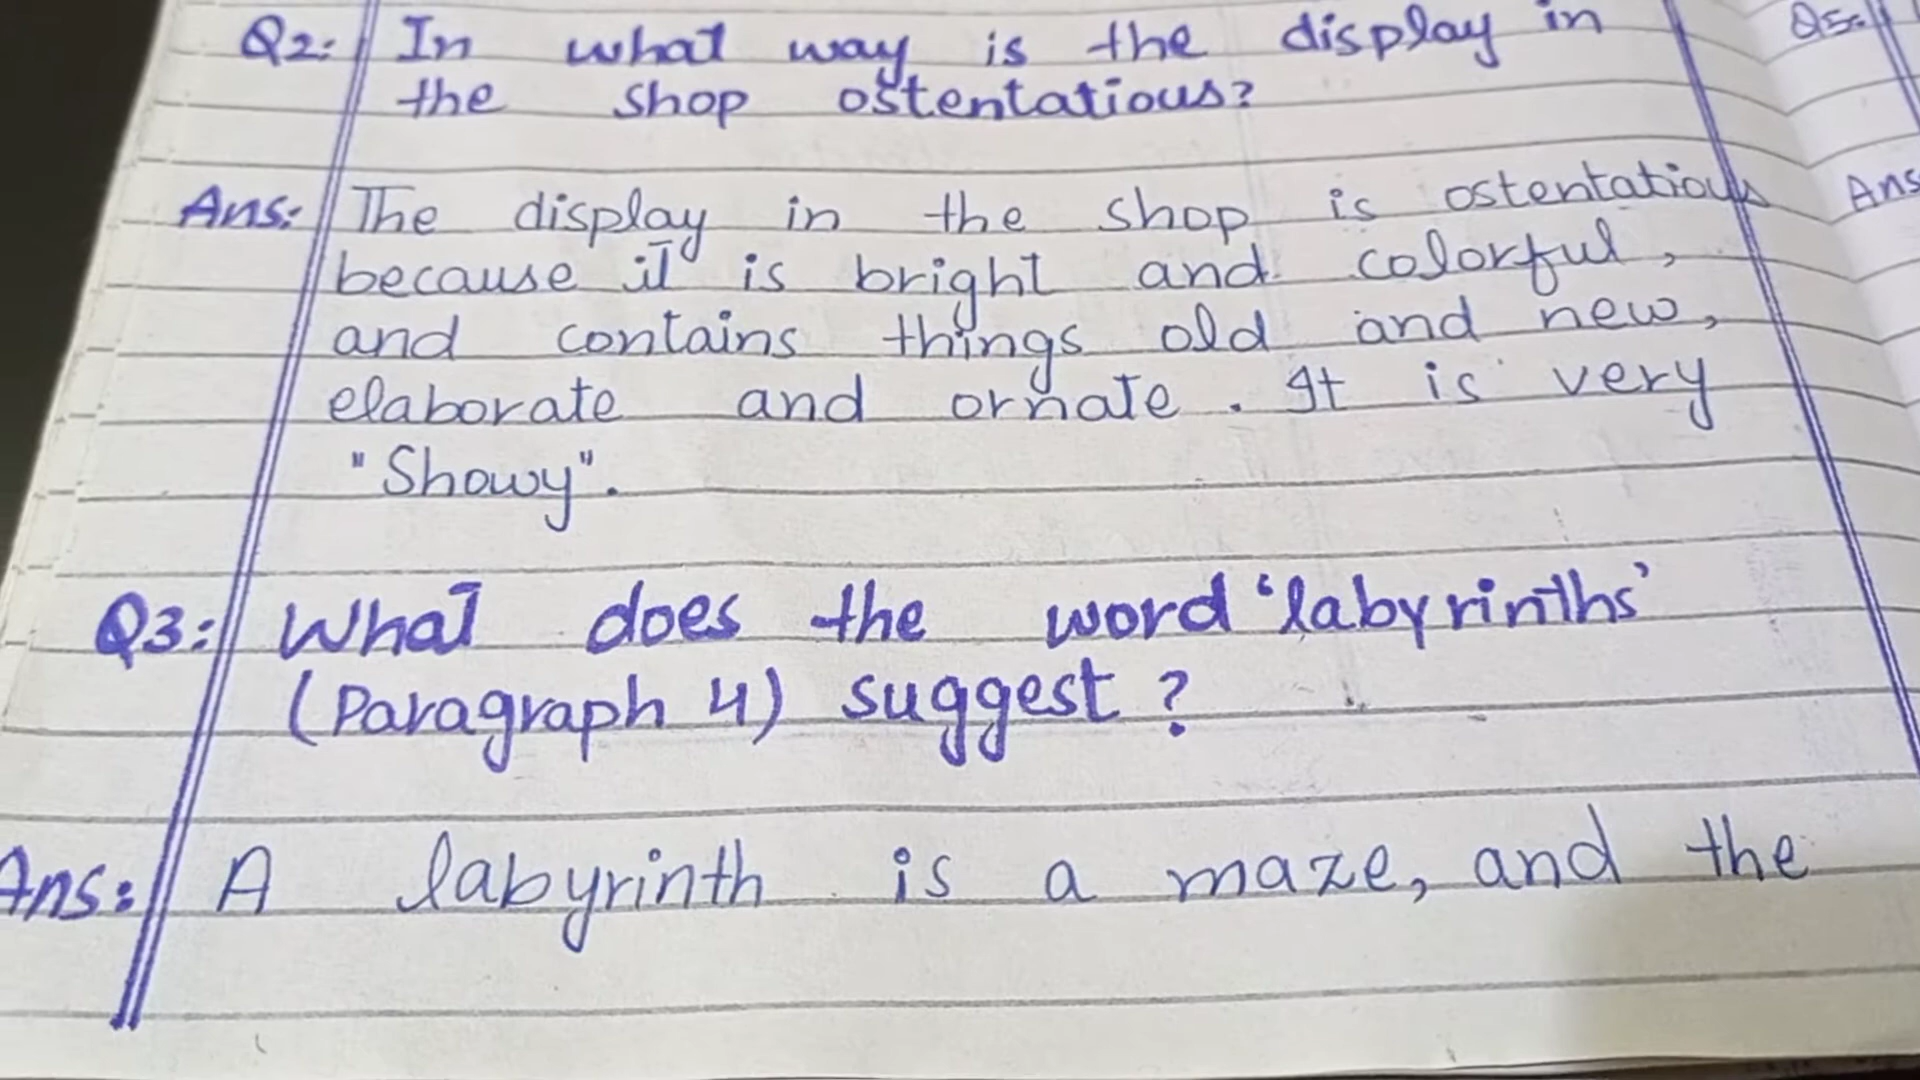 Q2: In what way is the display in
the shop ostentatious?
Ans: The display in the shop is ostentatious
because it is bright and colorful,
and contains things old and new,
elaborate and ornate. It is very
"Showy".
Q3: What does the word 'labyrinths'
(Paragraph 4) suggest?
Ans: A labyrinth is a maze, and the
Q5:
Ans